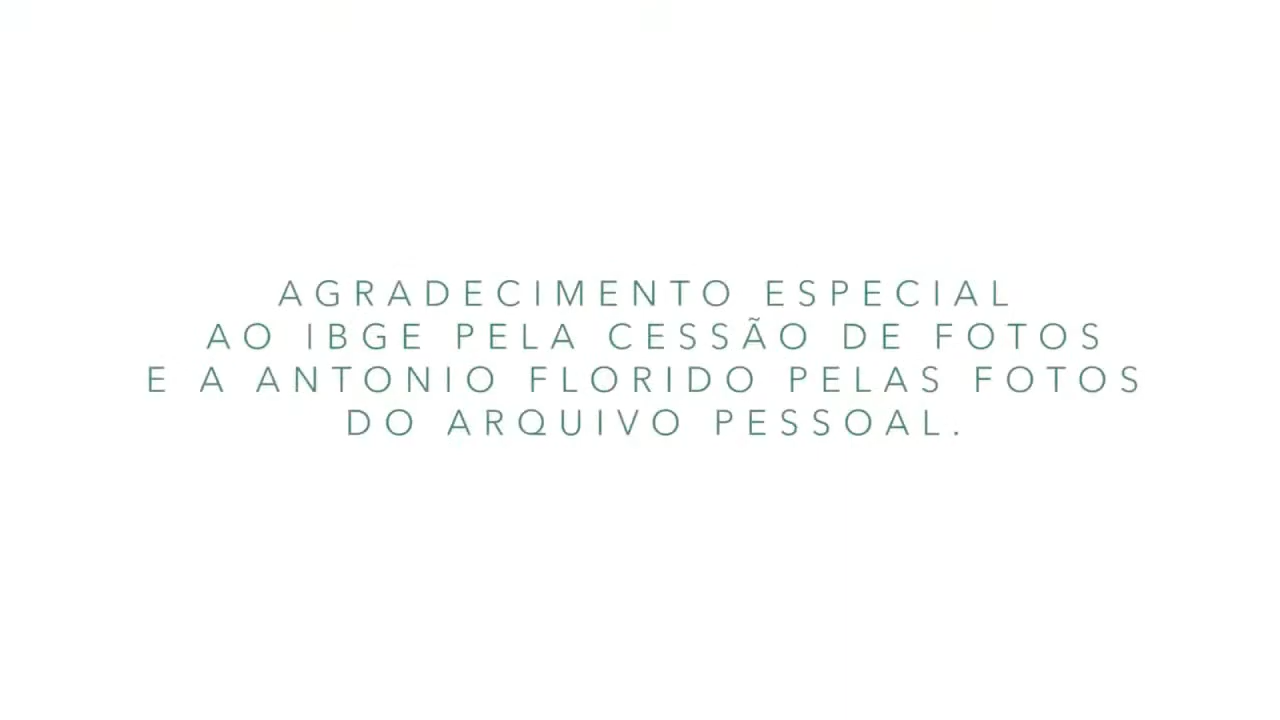 AGRADECIMENTO ESPECIAL
AO IBGE PELA CESSÃO DE FOTOS
E A ANTONIO FLORIDO PELAS FOTOS
DO ARQUIVO PESSOAL.